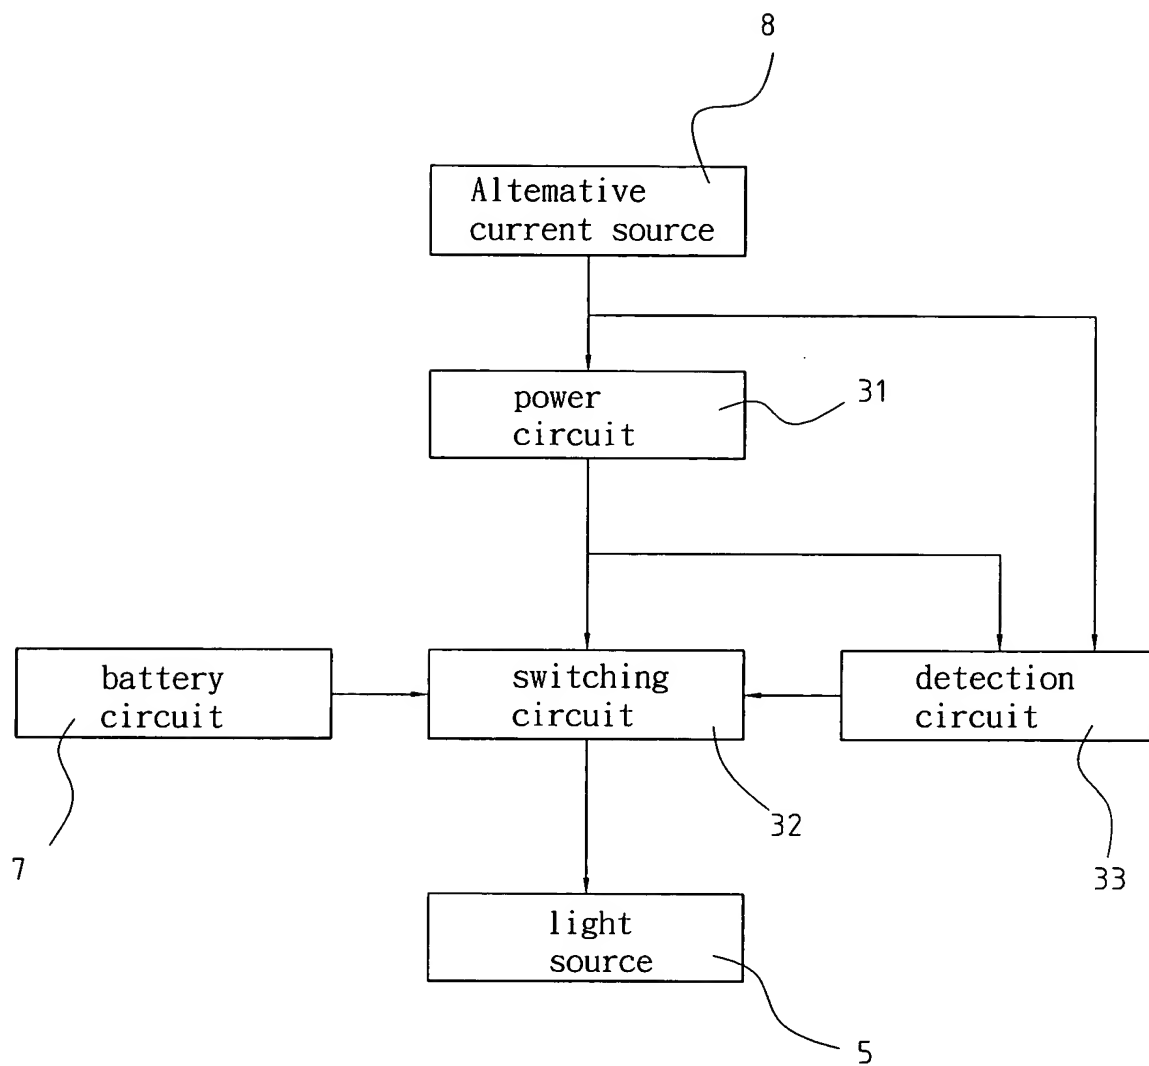 8
Altemative
current source
power
circuit
31
battery
circuit
switching
circuit
detection
circuit
32
7
33
light
source
5